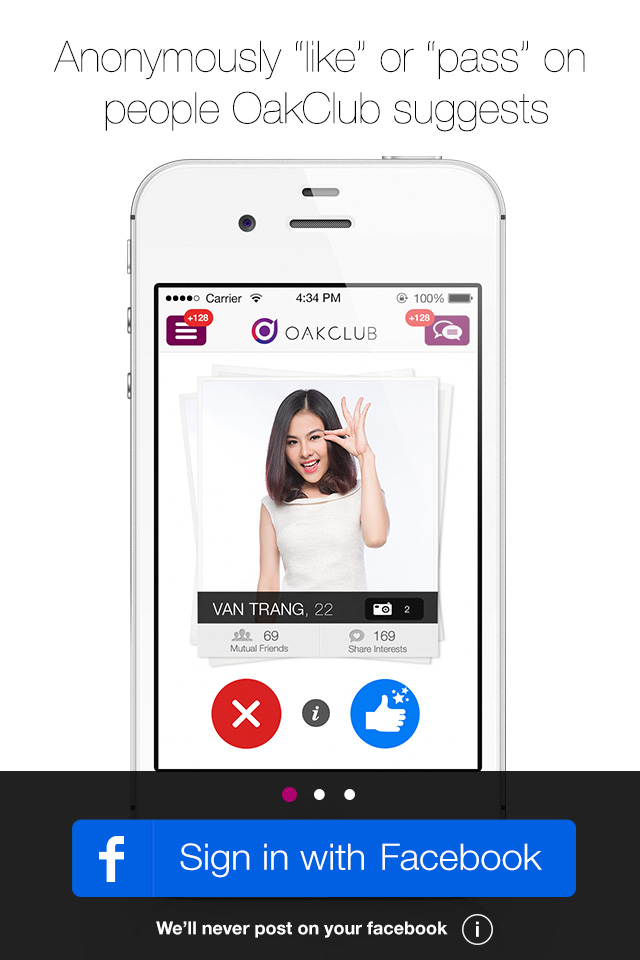 Anonymously “like” or “pass” on
people OakClub suggests
Carrier 4:34 PM 100%
+128 OAKCLUB +128
VAN TRANG, 22 2
69 169
Mutual Friends Share Interests
i
f Sign in with Facebook
We’ll never post on your facebook i